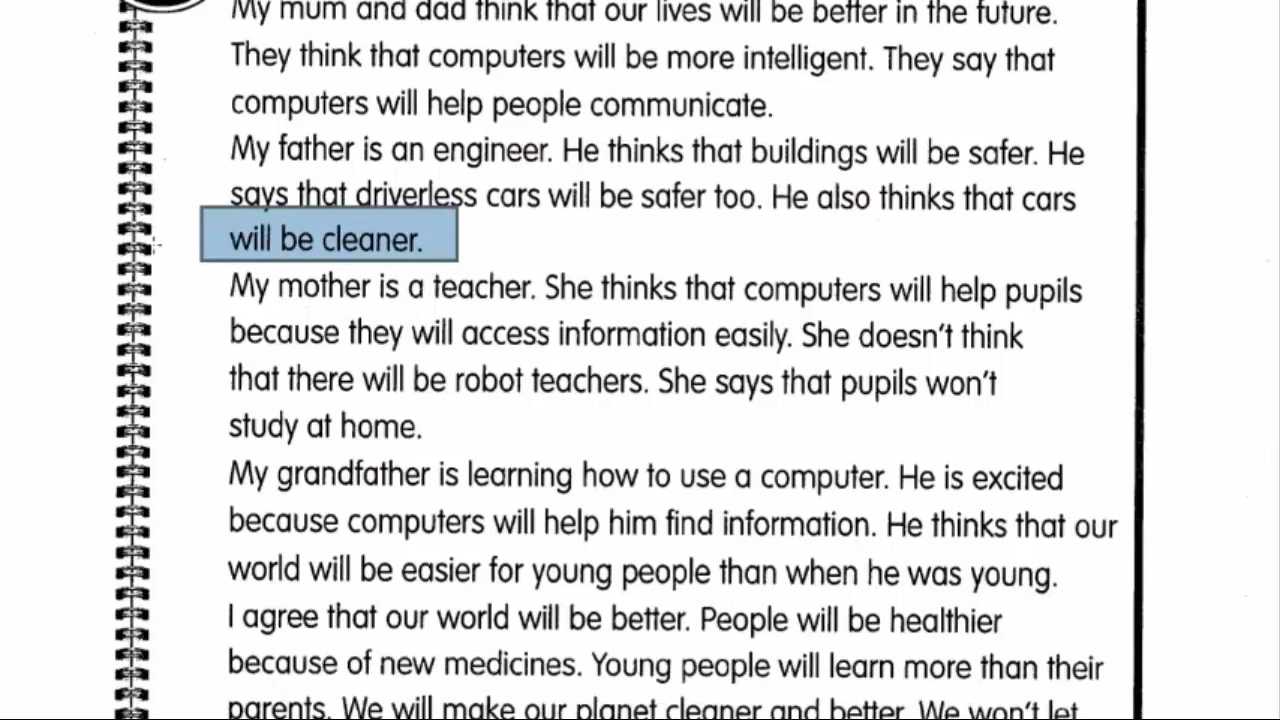 My mum and dad think that our lives will be better in the future.
They think that computers will be more intelligent. They say that
computers will help people communicate.
My father is an engineer. He thinks that buildings will be safer. He
says that driverless cars will be safer too. He also thinks that cars
will be cleaner.
My mother is a teacher. She thinks that computers will help pupils
because they will access information easily. She doesn't think
that there will be robot teachers. She says that pupils won't
study at home.
My grandfather is learning how to use a computer. He is excited
because computers will help him find information. He thinks that our
world will be easier for young people than when he was young.
I agree that our world will be better. People will be healthier
because of new medicines. Young people will learn more than their
parents. We will make our planet cleaner and better. We won't let